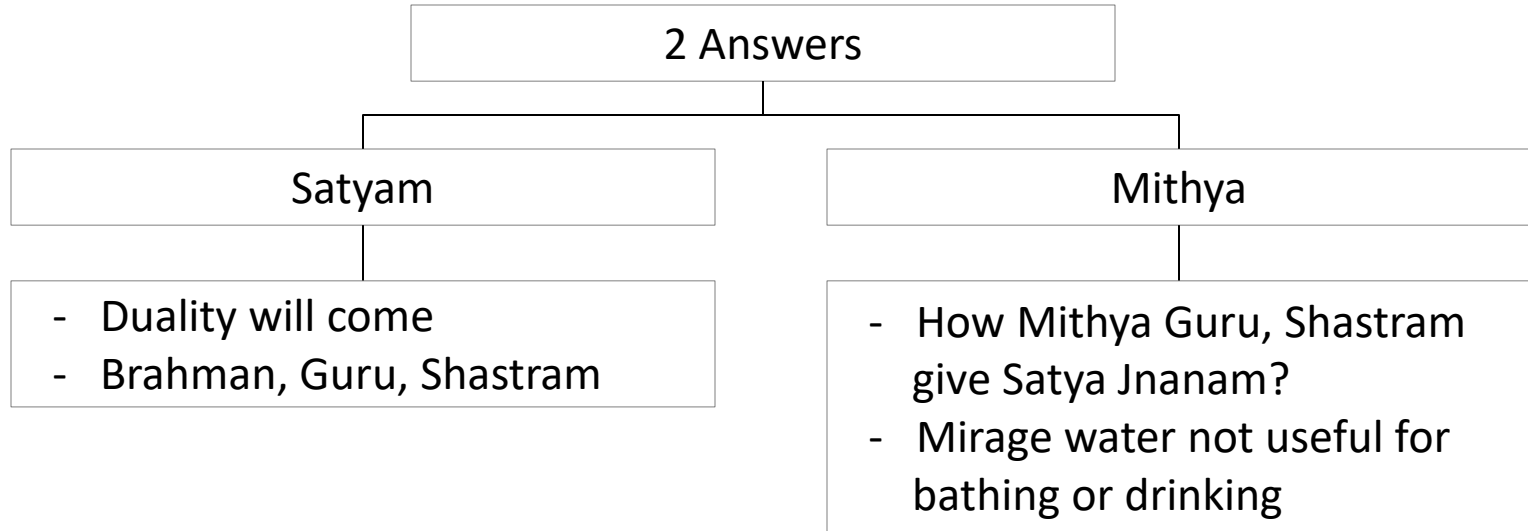 2 Answers
Satyam
- Duality will come
- Brahman, Guru, Shastram
Mithya
- How Mithya Guru, Shastram
give Satya Jnanam?
- Mirage water not useful for
bathing or drinking